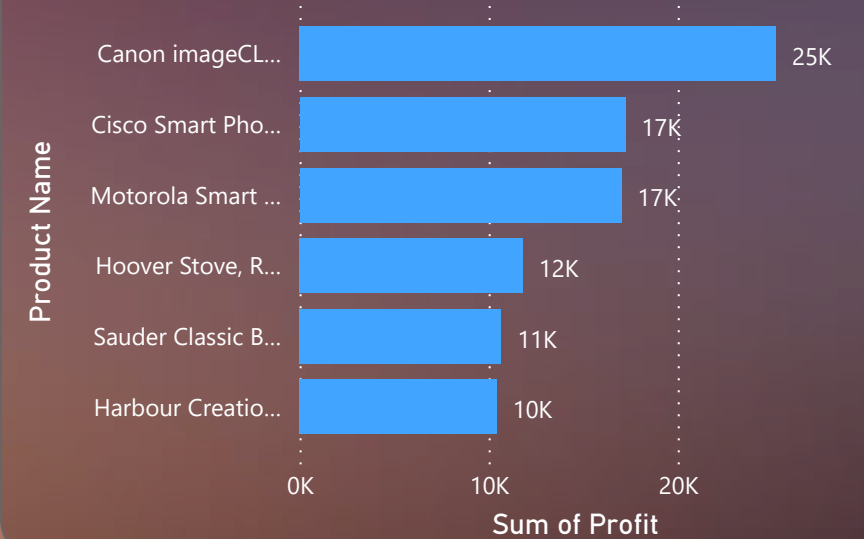 Product Name
Canon imageCL... 25K
Cisco Smart Pho... 17K
Motorola Smart ... 17K
Hoover Stove, R... 12K
Sauder Classic B... 11K
Harbour Creatio... 10K
0K 10K 20K
Sum of Profit